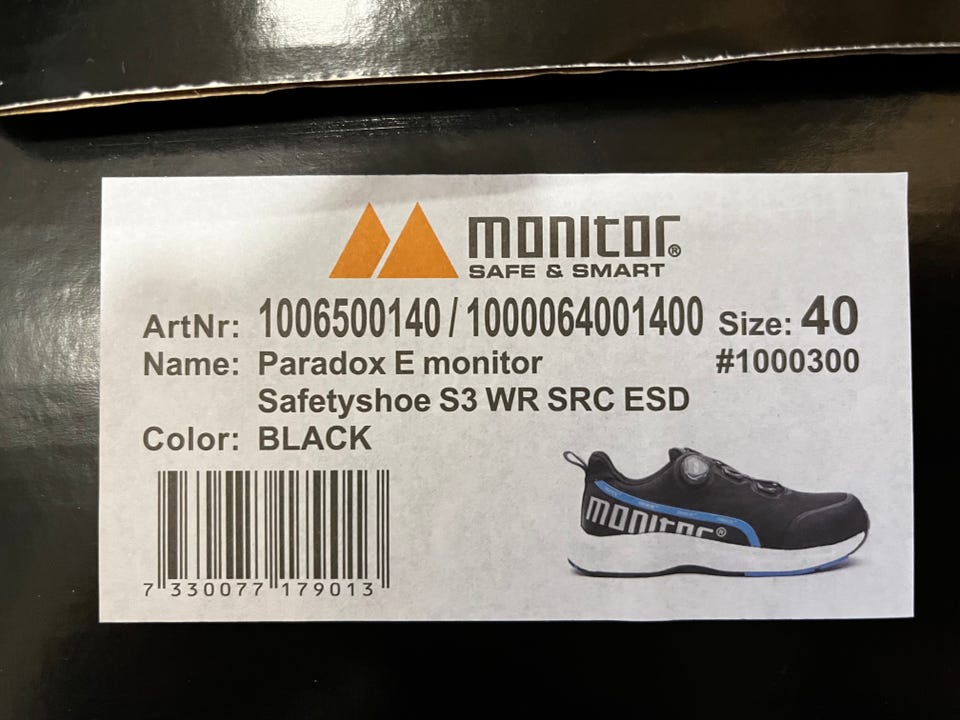 monitor®
SAFE & SMART
ArtNr: 1006500140 / 1000064001400 Size: 40
Name: Paradox E monitor #1000300
Safetyshoe S3 WR SRC ESD
Color: BLACK
monitor®
7 330077 179013